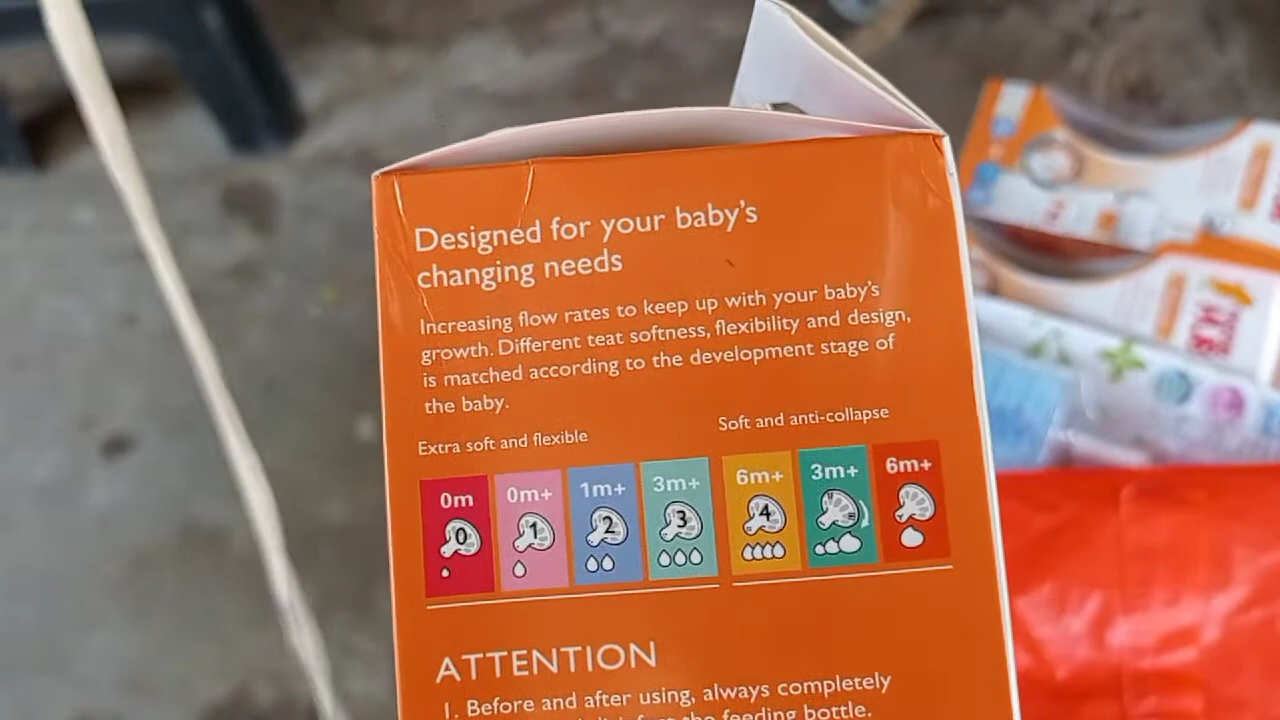 Designed for your baby's
changing needs
Increasing flow rates to keep up with your baby's
growth. Different teat softness, flexibility and design,
is matched according to the development stage of
the baby.
Extra soft and flexible
Soft and anti-collapse
0m 0m+ 1m+ 3m+ 6m+ 3m+ 6m+
0 1 2 3 4
ATTENTION
1. Before and after using, always completely
the feeding bottle.